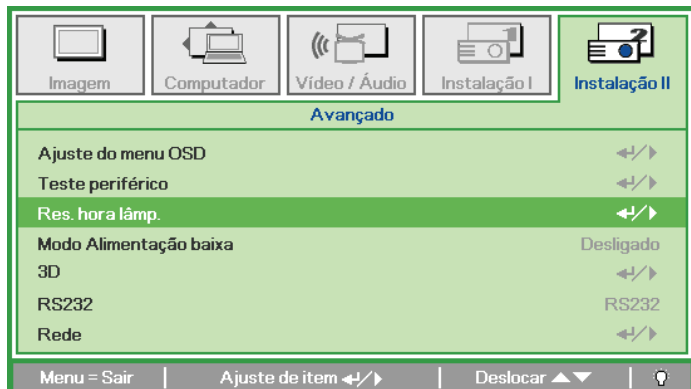 Imagem
Computador
Vídeo / Áudio
Instalação I
Instalação II
Avançado
Ajuste do menu OSD
Teste periférico
Res. hora lâmp.
Modo Alimentação baixa Desligado
3D
RS232 RS232
Rede
Menu = Sair Ajuste de item Deslocar